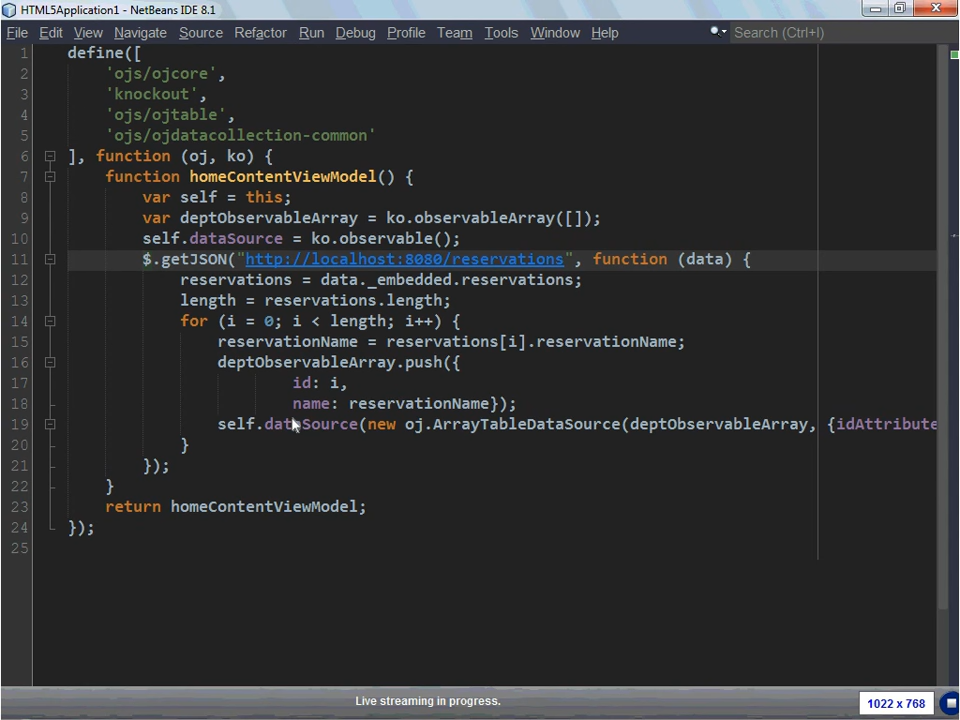 HTML5Application1 - NetBeans IDE 8.1
File Edit View Navigate Source Refactor Run Debug Profile Team Tools Window Help Search (Ctrl+I)
1 define([
2 'ojs/ojcore',
3 'knockout',
4 'ojs/ojtable',
5 'ojs/ojdatacollection-common'
6 ], function (oj, ko) {
7 function homeContentViewModel() {
8 var self = this;
9 var deptObservableArray = ko.observableArray([]);
10 self.dataSource = ko.observable();
11 $.getJSON("http://localhost:8080/reservations", function (data) {
12 reservations = data._embedded.reservations;
13 length = reservations.length;
14 for (i = 0; i < length; i++) {
15 reservationName = reservations[i].reservationName;
16 deptObservableArray.push({
17 id: i,
18 name: reservationName});
19 self.dataSource(new oj.ArrayTableDataSource(deptObservableArray, {idAttribute
20 }
21 });
22 }
23 return homeContentViewModel;
24 });
25
Live streaming in progress.
1022 x 768